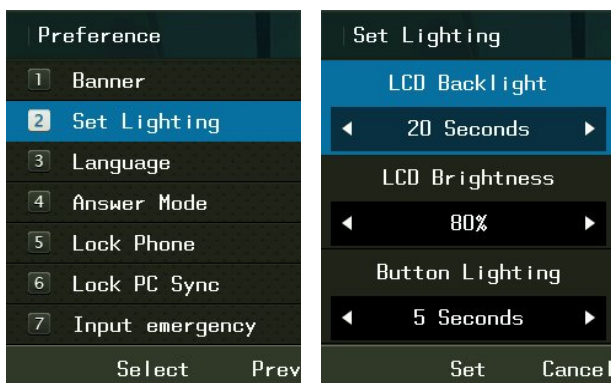 Preference
1 Banner
2 Set Lighting
3 Language
4 Answer Mode
5 Lock Phone
6 Lock PC Sync
7 Input emergency
Select Prev
Set Lighting
LCD Backlight
20 Seconds
LCD Brightness
80%
Button Lighting
5 Seconds
Set Cancel